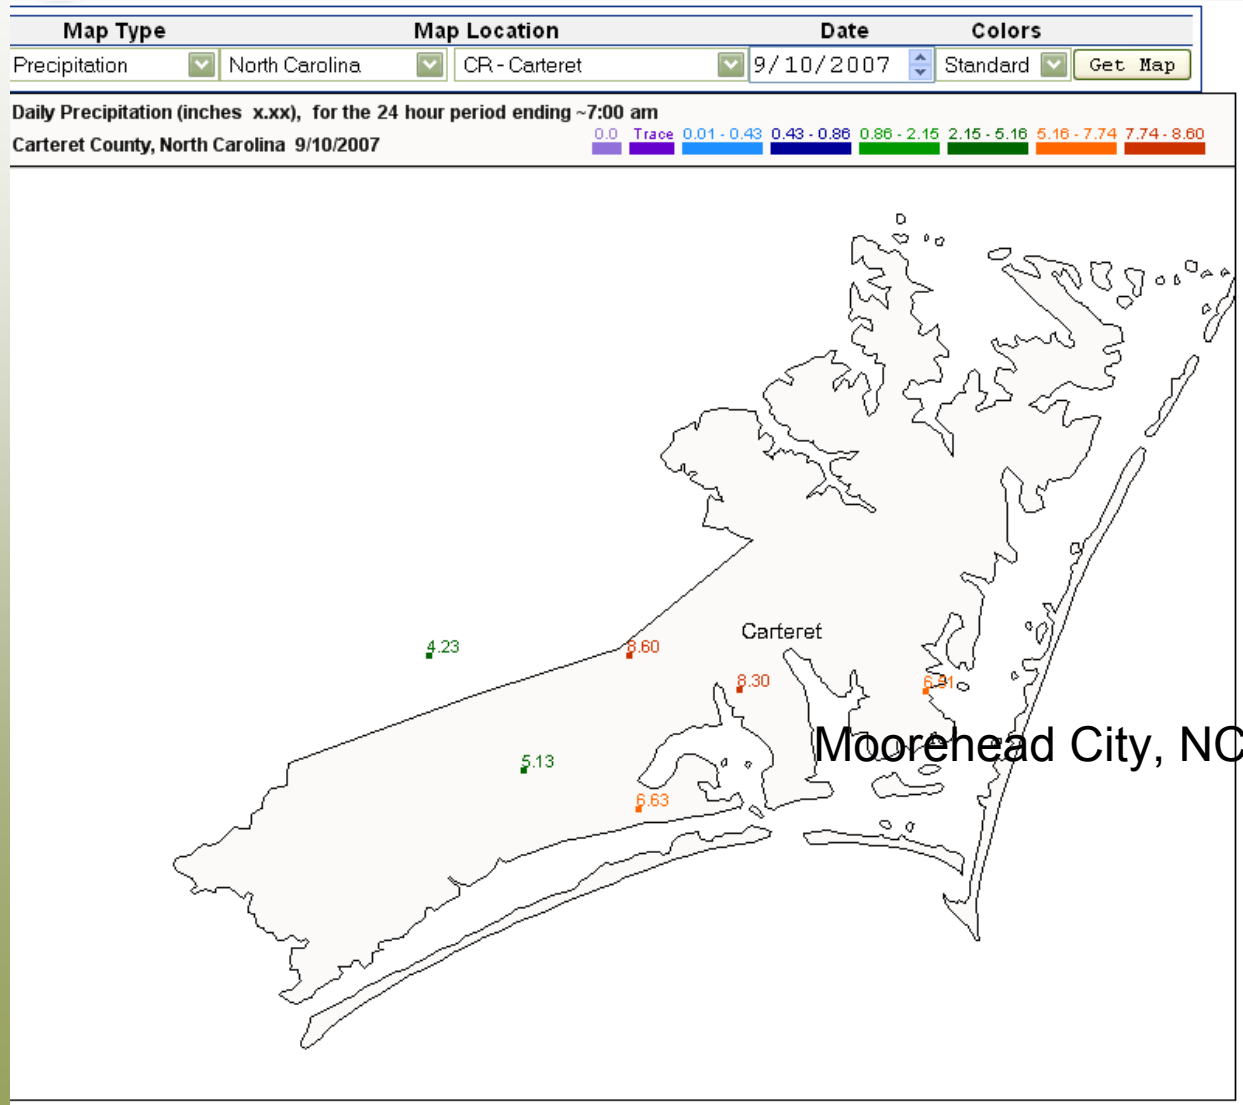 Map Type Map Location Date Colors
Precipitation North Carolina CR - Carteret 9/10/2007 Standard Get Map
Daily Precipitation (inches x.xx), for the 24 hour period ending ~7:00 am
Carteret County, North Carolina 9/10/2007
0.0 Trace 0.01 - 0.43 0.43 - 0.86 0.86 - 2.15 2.15 - 5.16 5.16 - 7.74 7.74 - 8.60
Carteret
4.23
8.60
8.30
6.51
Moorehead City, NC
5.13
6.63